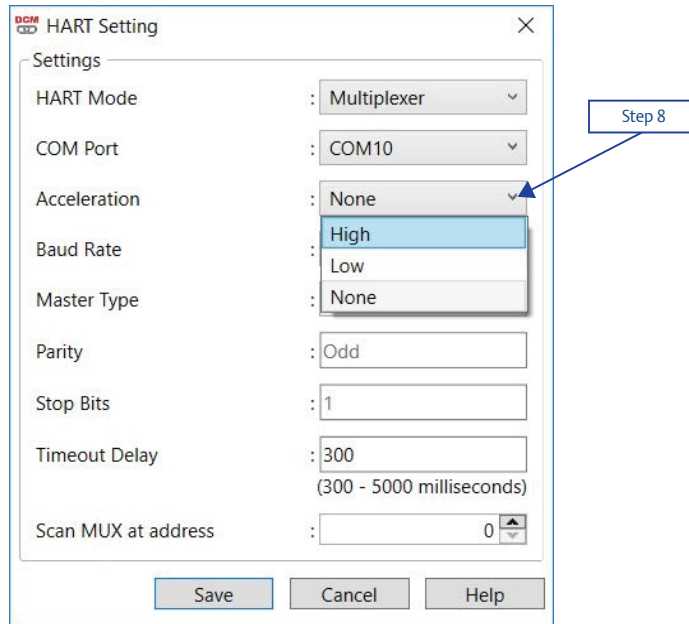 DCM HART Setting
Settings
HART Mode : Multiplexer
Step 8
COM Port : COM10
Acceleration : None
High
Baud Rate :
Low
Master Type : None
Parity : Odd
Stop Bits : 1
Timeout Delay : 300
(300 - 5000 milliseconds)
Scan MUX at address : 0
Save Cancel Help